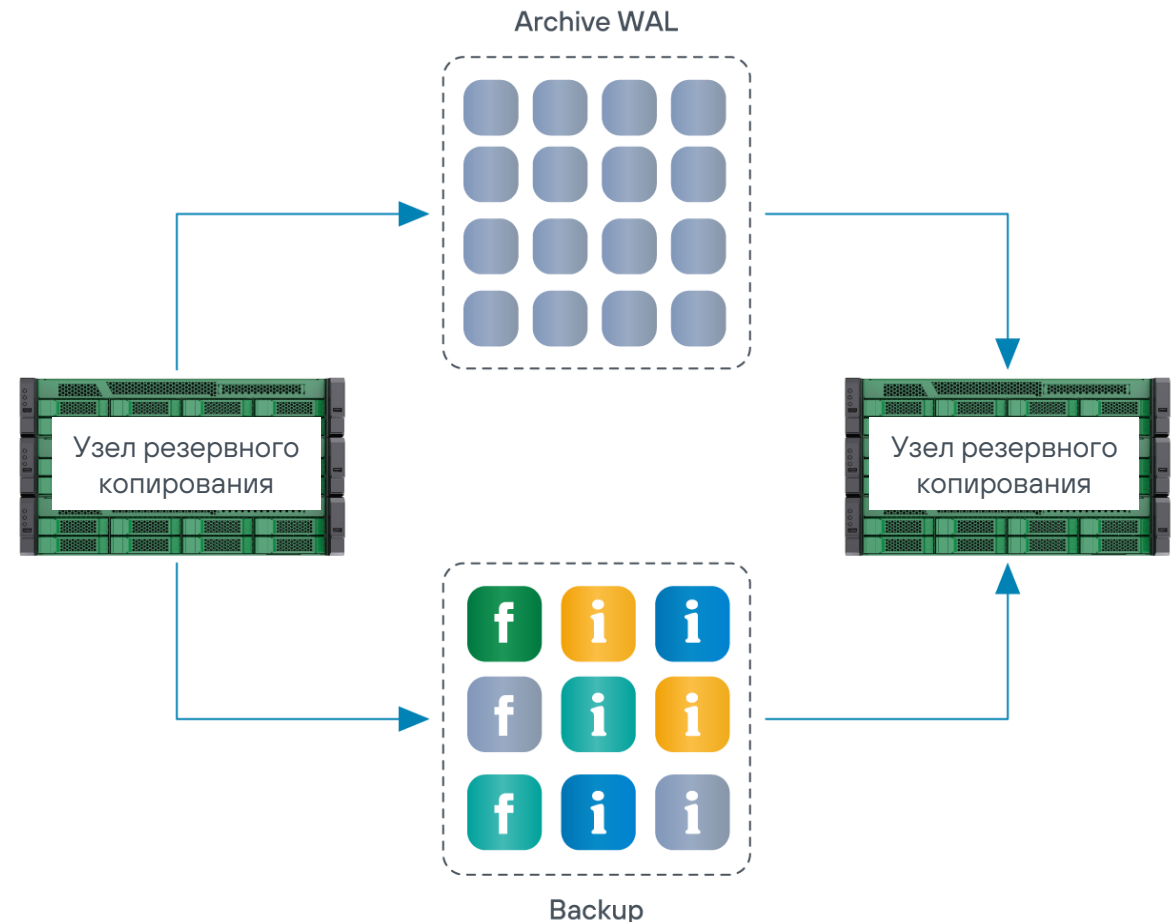 Archive WAL
Узел резервного
копирования
Узел резервного
копирования
f i i
f i i
f i i
Backup